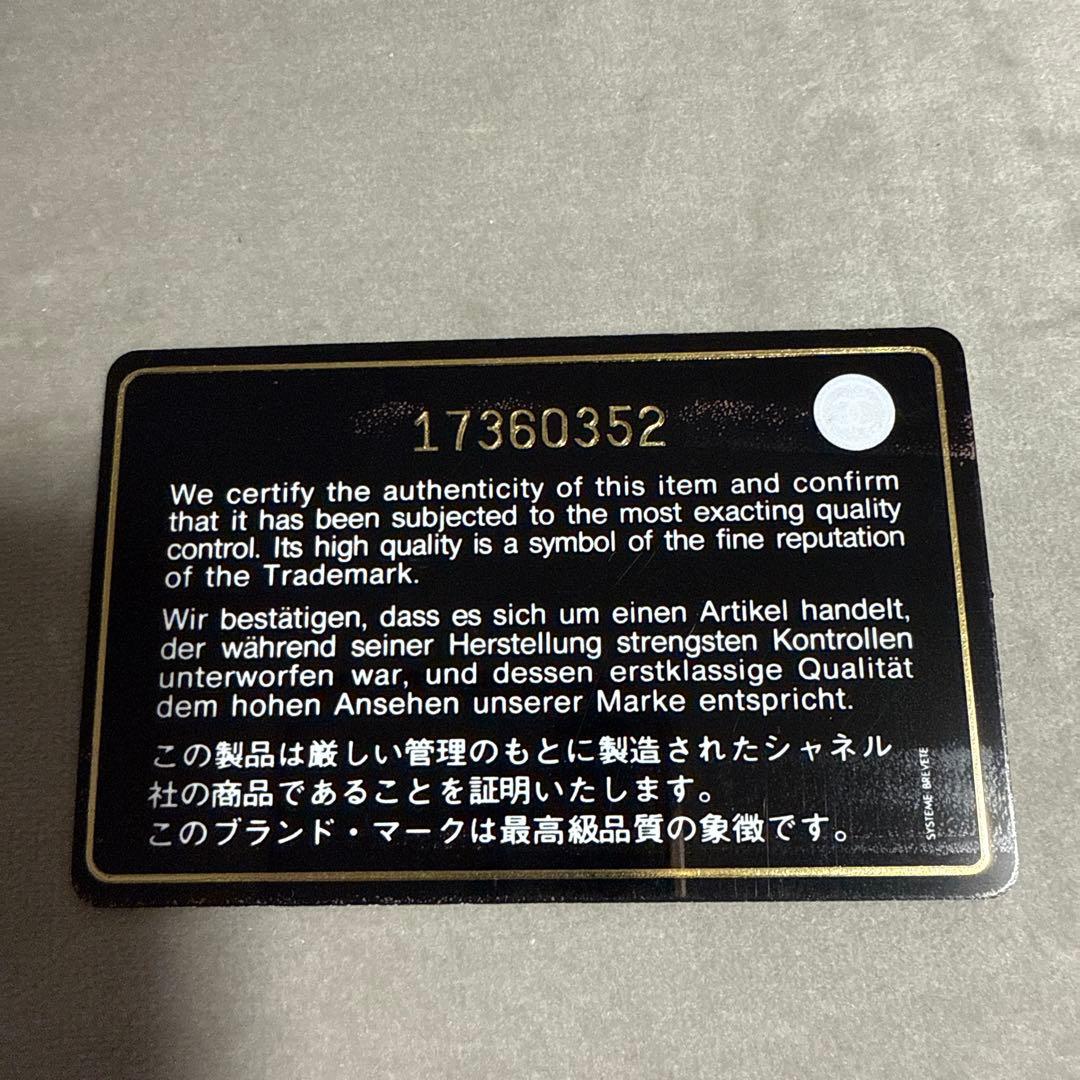 17360352
We certify the authenticity of this item and confirm
that it has been subjected to the most exacting quality
control. Its high quality is a symbol of the fine reputation
of the Trademark.
Wir bestätigen, dass es sich um einen Artikel handelt,
der während seiner Herstellung strengsten Kontrollen
unterworfen war, und dessen erstklassige Qualität
dem hohen Ansehen unserer Marke entspricht.
この製品は厳しい管理のもとに製造されたシャネル
社の商品であることを証明いたします。
このブランド・マークは最高級品質の象徴です。
SYSTEME BREVETE